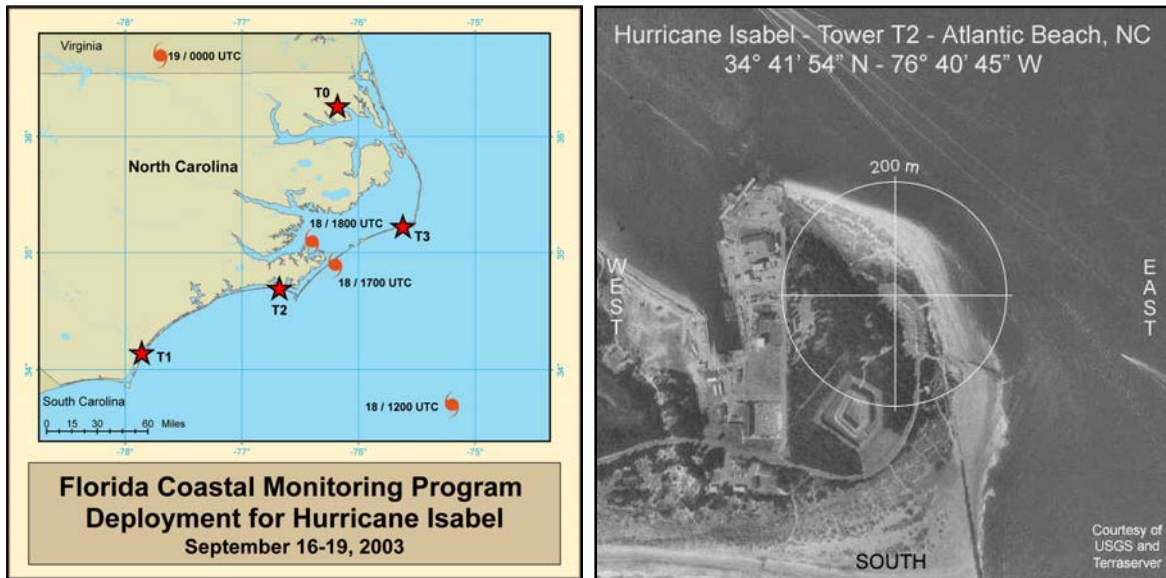 -78
-77
-76
-75
Virginia
19 / 0000 UTC
T0
36
36
North Carolina
18 / 1800 UTC
T3
35
35
18 / 1700 UTC
T2
T1
34
34
South Carolina
18 / 1200 UTC
0 15 30 60 Miles
-78
-77
-76
-75
Florida Coastal Monitoring Program
Deployment for Hurricane Isabel
September 16-19, 2003
Hurricane Isabel - Tower T2 - Atlantic Beach, NC
34° 41' 54" N - 76° 40' 45" W
200 m
WEST
EAST
SOUTH
Courtesy of
USGS and
Terraserver